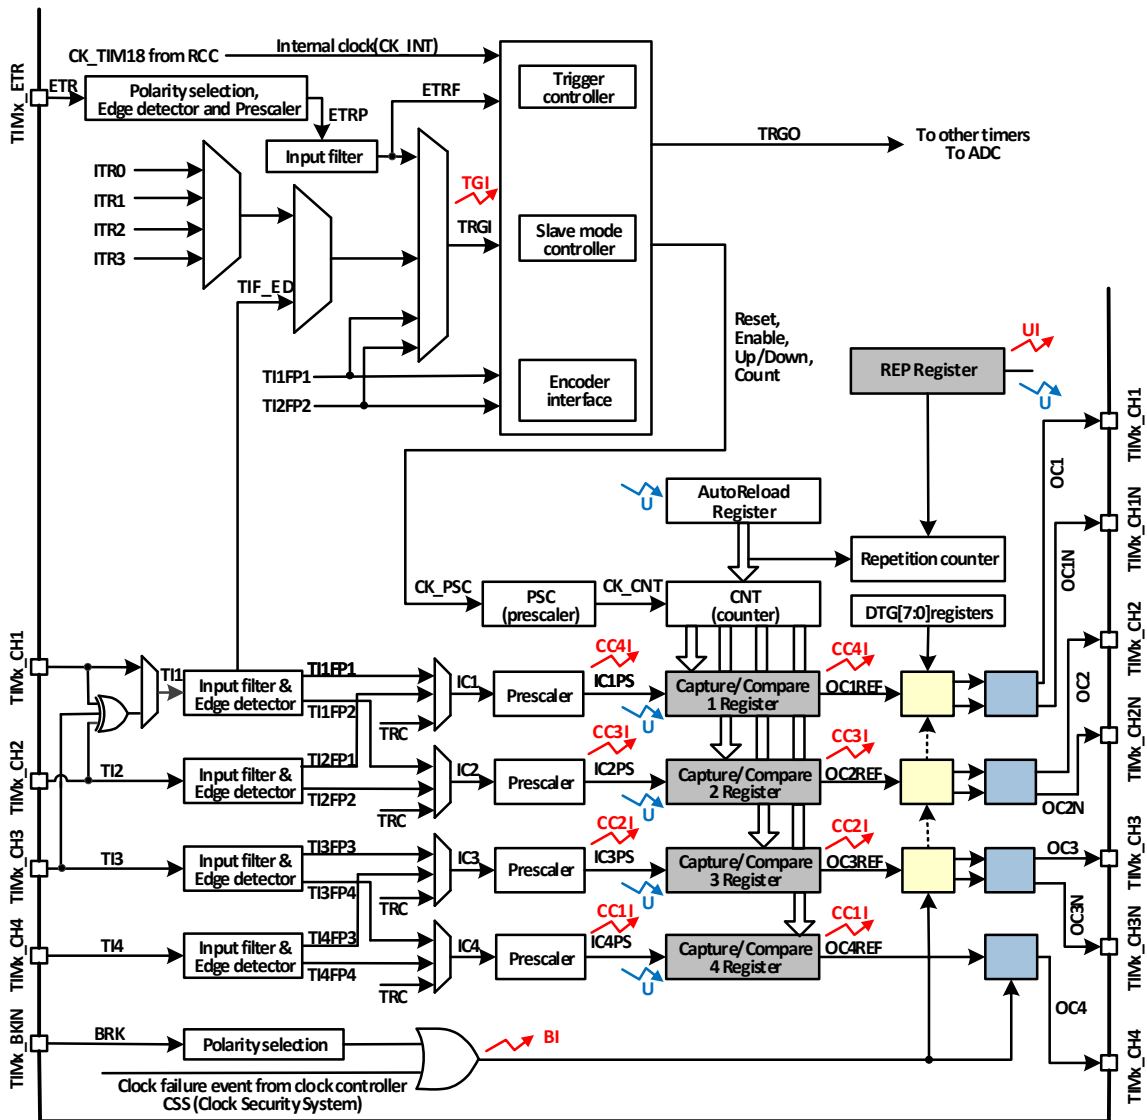 CK_TIM18 from RCC
Internal clock(CK_INT)
TIMx_ETR
ETR
Polarity selection,
Edge detector and Prescaler
ETRP
ETRF
Input filter
Trigger
controller
TRGO
To other timers
To ADC
ITR0
ITR1
ITR2
ITR3
TGI
TRGI
Slave mode
controller
TIF_ED
TI1FP1
TI2FP2
Encoder
interface
Reset,
Enable,
Up/Down,
Count
UI
REP Register
U
TIMx_CH1
OC1
U
AutoReload
Register
TIMx_CH1N
OC1N
Repetition counter
CK_PSC
PSC
(prescaler)
CK_CNT
CNT
(counter)
DTG[7:0]registers
TIMx_CH1
TI1
Input filter &
Edge detector
TI1FP1
TI1FP2
TRC
IC1
Prescaler
CC4I
IC1PS
U
Capture/Compare
1 Register
CC4I
OC1REF
TIMx_CH2
OC2
TIMx_CH2
TI2
Input filter &
Edge detector
TI2FP1
TI2FP2
TRC
IC2
Prescaler
CC3I
IC2PS
U
Capture/Compare
2 Register
CC3I
OC2REF
TIMx_CH2N
OC2N
TIMx_CH3
TI3
Input filter &
Edge detector
TI3FP3
TI3FP4
TRC
IC3
Prescaler
CC2I
IC3PS
U
Capture/Compare
3 Register
CC2I
OC3REF
OC3
TIMx_CH3
OC3N
TIMx_CH3N
TIMx_CH4
TI4
Input filter &
Edge detector
TI4FP3
TI4FP4
TRC
IC4
Prescaler
CC1I
IC4PS
U
Capture/Compare
4 Register
CC1I
OC4REF
OC4
TIMx_CH4
TIMx_BKIN
BRK
Polarity selection
BI
Clock failure event from clock controller
CSS (Clock Security System)